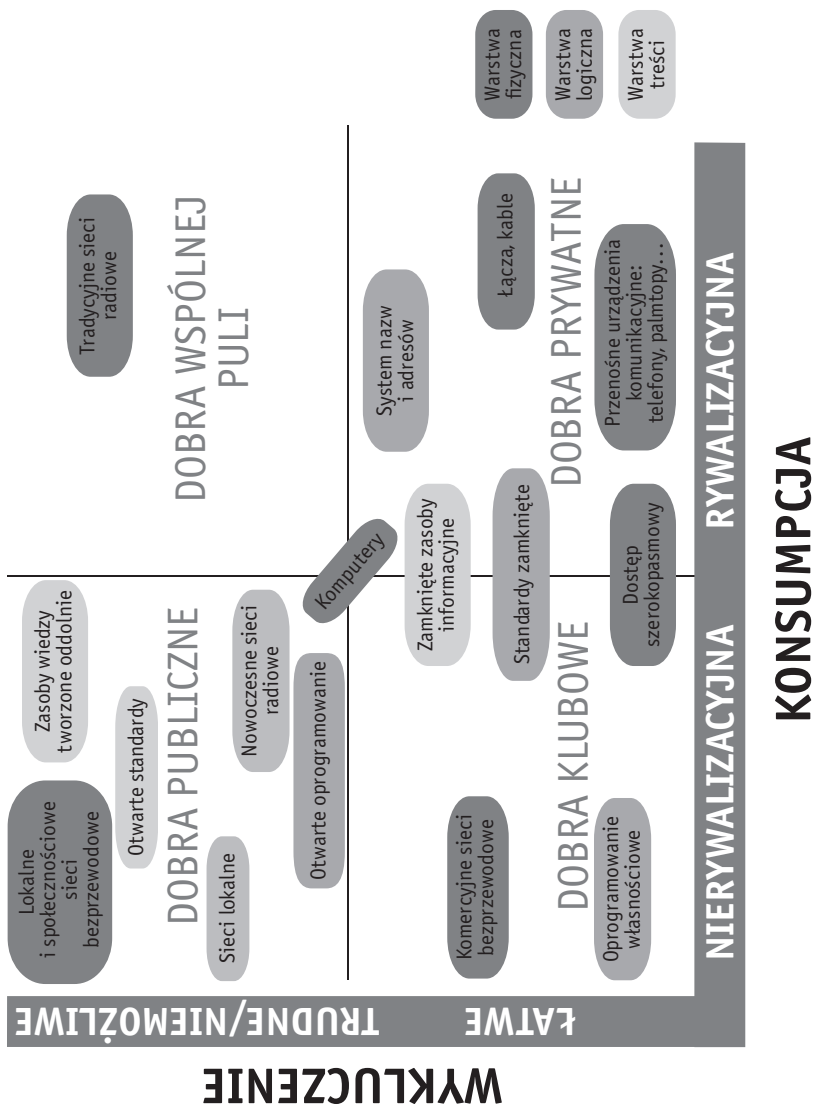 WYKLUCZENIE
TRUDNE/NIEMOŻLIWE
ŁATWE
Lokalne
i społecznościowe
sieci
bezprzewodowe
Zasoby wiedzy
tworzone oddolnie
Otwarte standardy
DOBRA PUBLICZNE
Sieci lokalne
Nowoczesne sieci
radiowe
Otwarte oprogramowanie
Tradycyjne sieci
radiowe
DOBRA WSPÓLNEJ
PULI
Komputery
Zamknięte zasoby
informacyjne
Standardy zamknięte
Komercyjne sieci
bezprzewodowe
DOBRA KLUBOWE
Oprogramowanie
własnościowe
Dostęp
szerokopasmowy
System nazw
i adresów
Łącza, kable
DOBRA PRYWATNE
Przenośne urządzenia
komunikacyjne:
telefony, palmtopy...
Warstwa
fizyczna
Warstwa
logiczna
Warstwa
treści
NIERYWALIZACYJNA
RYWALIZACYJNA
KONSUMPCJA